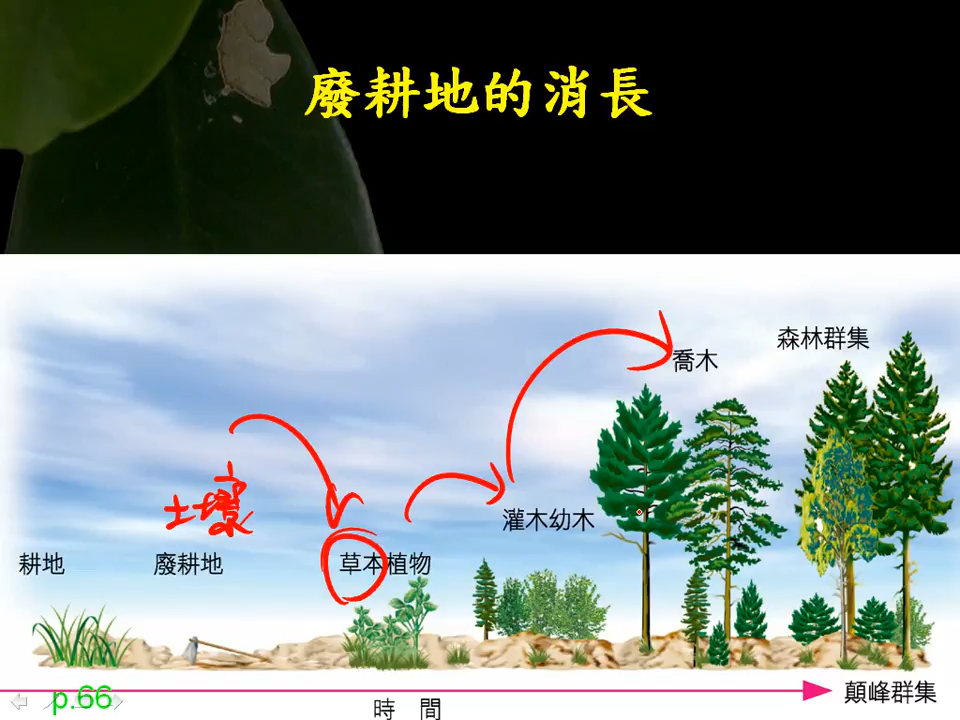 廢耕地的消長
森林群集
喬木
土壤
灌木幼木
耕地
廢耕地
草本植物
p.66
時 間
顛峰群集